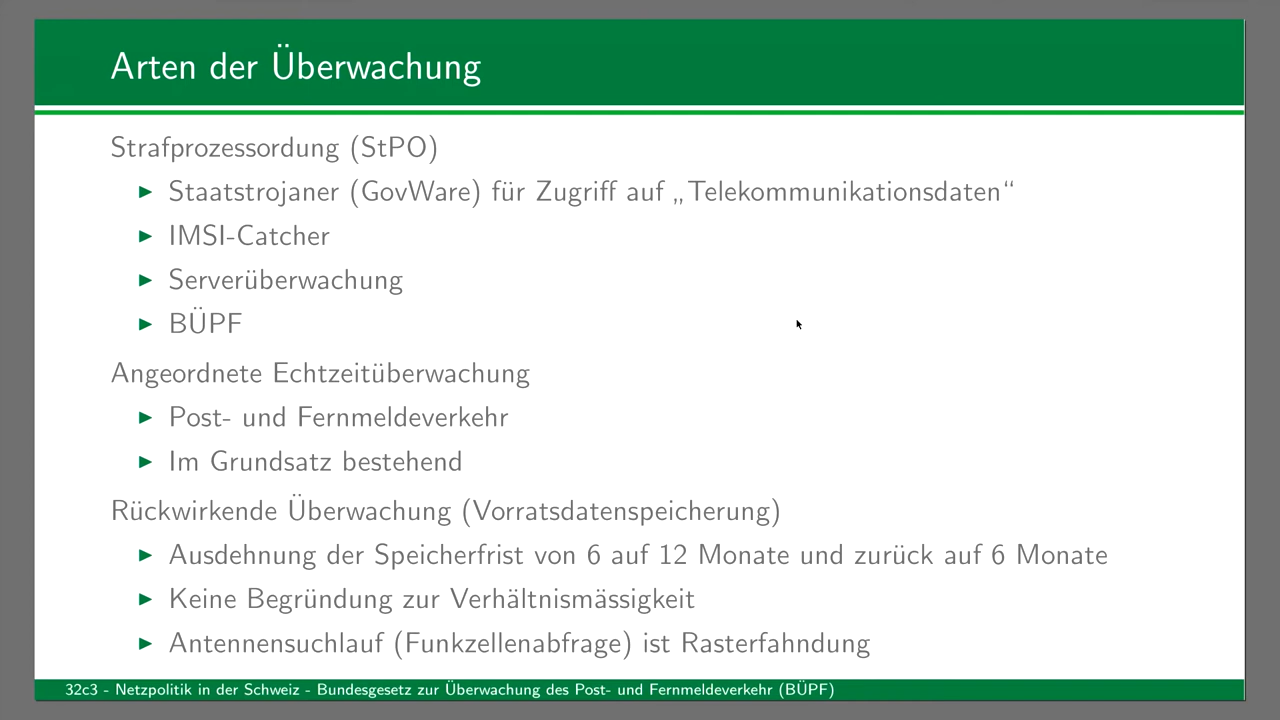 Arten der Überwachung
Strafprozessordung (StPO)
▶ Staatstrojaner (GovWare) für Zugriff auf „Telekommunikationsdaten“
▶ IMSI-Catcher
▶ Serverüberwachung
▶ BÜPF
Angeordnete Echtzeitüberwachung
▶ Post- und Fernmeldeverkehr
▶ Im Grundsatz bestehend
Rückwirkende Überwachung (Vorratsdatenspeicherung)
▶ Ausdehnung der Speicherfrist von 6 auf 12 Monate und zurück auf 6 Monate
▶ Keine Begründung zur Verhältnismässigkeit
▶ Antennensuchlauf (Funkzellenabfrage) ist Rasterfahndung
32c3 - Netzpolitik in der Schweiz - Bundesgesetz zur Überwachung des Post- und Fernmeldeverkehr (BÜPF)